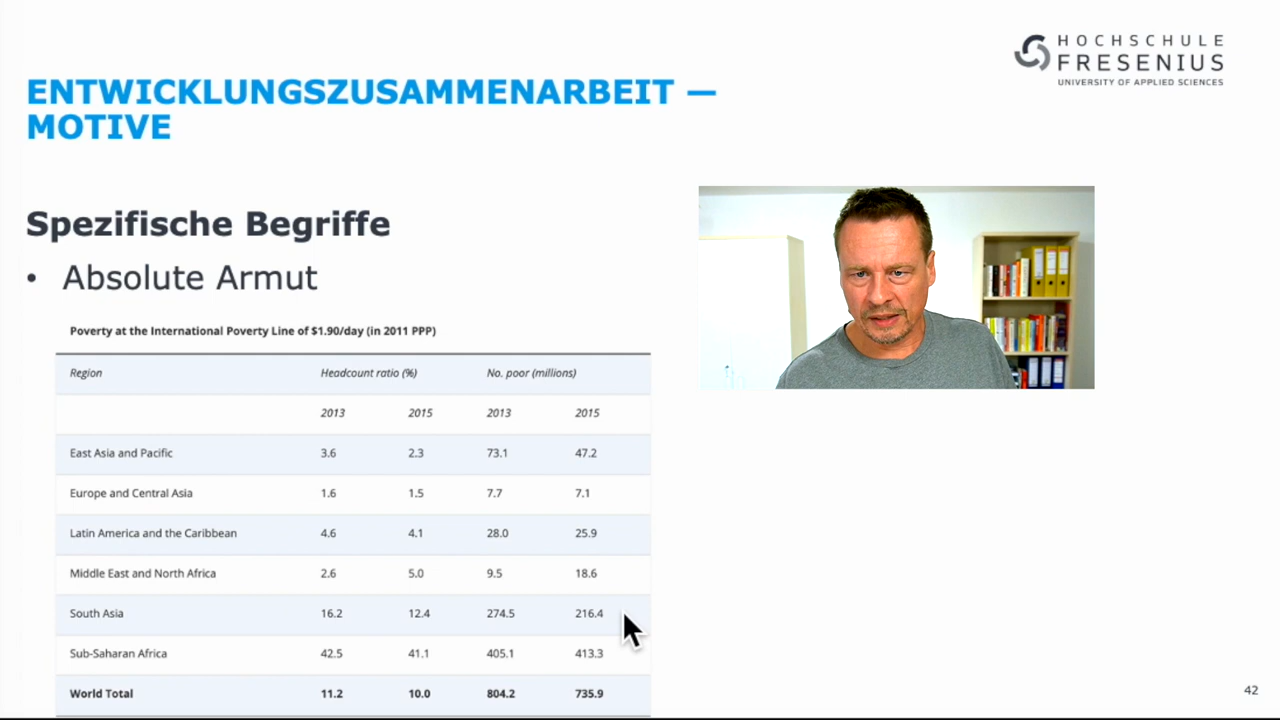 HOCHSCHULE
FRESENIUS
UNIVERSITY OF APPLIED SCIENCES
ENTWICKLUNGSZUSAMMENARBEIT —
MOTIVE
Spezifische Begriffe
• Absolute Armut
Poverty at the International Poverty Line of $1.90/day (in 2011 PPP)
Region Headcount ratio (%) No. poor (millions)
2013 2015 2013 2015
East Asia and Pacific 3.6 2.3 73.1 47.2
Europe and Central Asia 1.6 1.5 7.7 7.1
Latin America and the Caribbean 4.6 4.1 28.0 25.9
Middle East and North Africa 2.6 5.0 9.5 18.6
South Asia 16.2 12.4 274.5 216.4
Sub-Saharan Africa 42.5 41.1 405.1 413.3
World Total 11.2 10.0 804.2 735.9
42